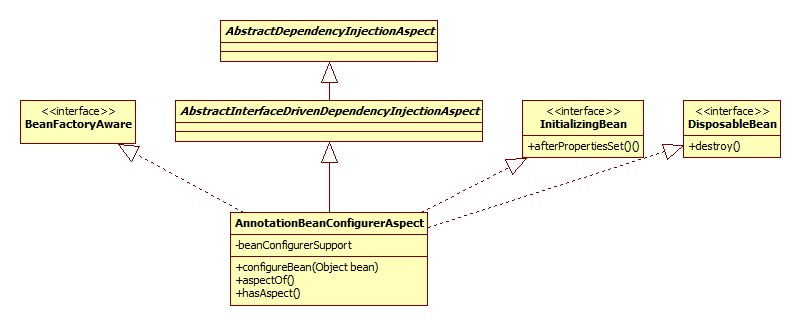 AbstractDependencyInjectionAspect
<<interface>>
BeanFactoryAware
AbstractInterfaceDrivenDependencyInjectionAspect
<<interface>>
InitializingBean
+afterPropertiesSet()()
<<interface>>
DisposableBean
+destroy()
AnnotationBeanConfigurerAspect
-beanConfigurerSupport
+configureBean(Object bean)
+aspectOf()
+hasAspect()